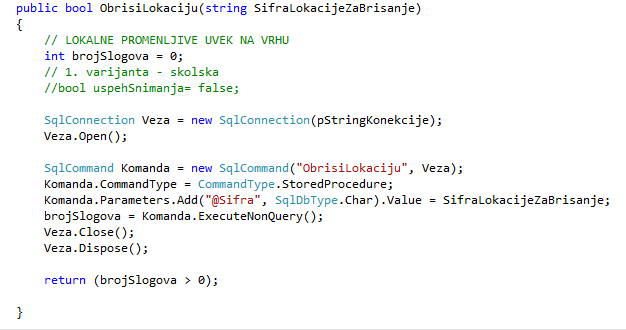 public bool ObrisiLokaciju(string SifraLokacijeZaBrisanje)
{
// LOKALNE PROMENLJIVE UVEK NA VRHU
int brojSlogova = 0;
// 1. varijanta - skolska
//bool uspehSnimanja= false;
SqlConnection Veza = new SqlConnection(pStringKonekcije);
Veza.Open();
SqlCommand Komanda = new SqlCommand("ObrisiLokaciju", Veza);
Komanda.CommandType = CommandType.StoredProcedure;
Komanda.Parameters.Add("@Sifra", SqlDbType.Char).Value = SifraLokacijeZaBrisanje;
brojSlogova = Komanda.ExecuteNonQuery();
Veza.Close();
Veza.Dispose();
return (brojSlogova > 0);
}